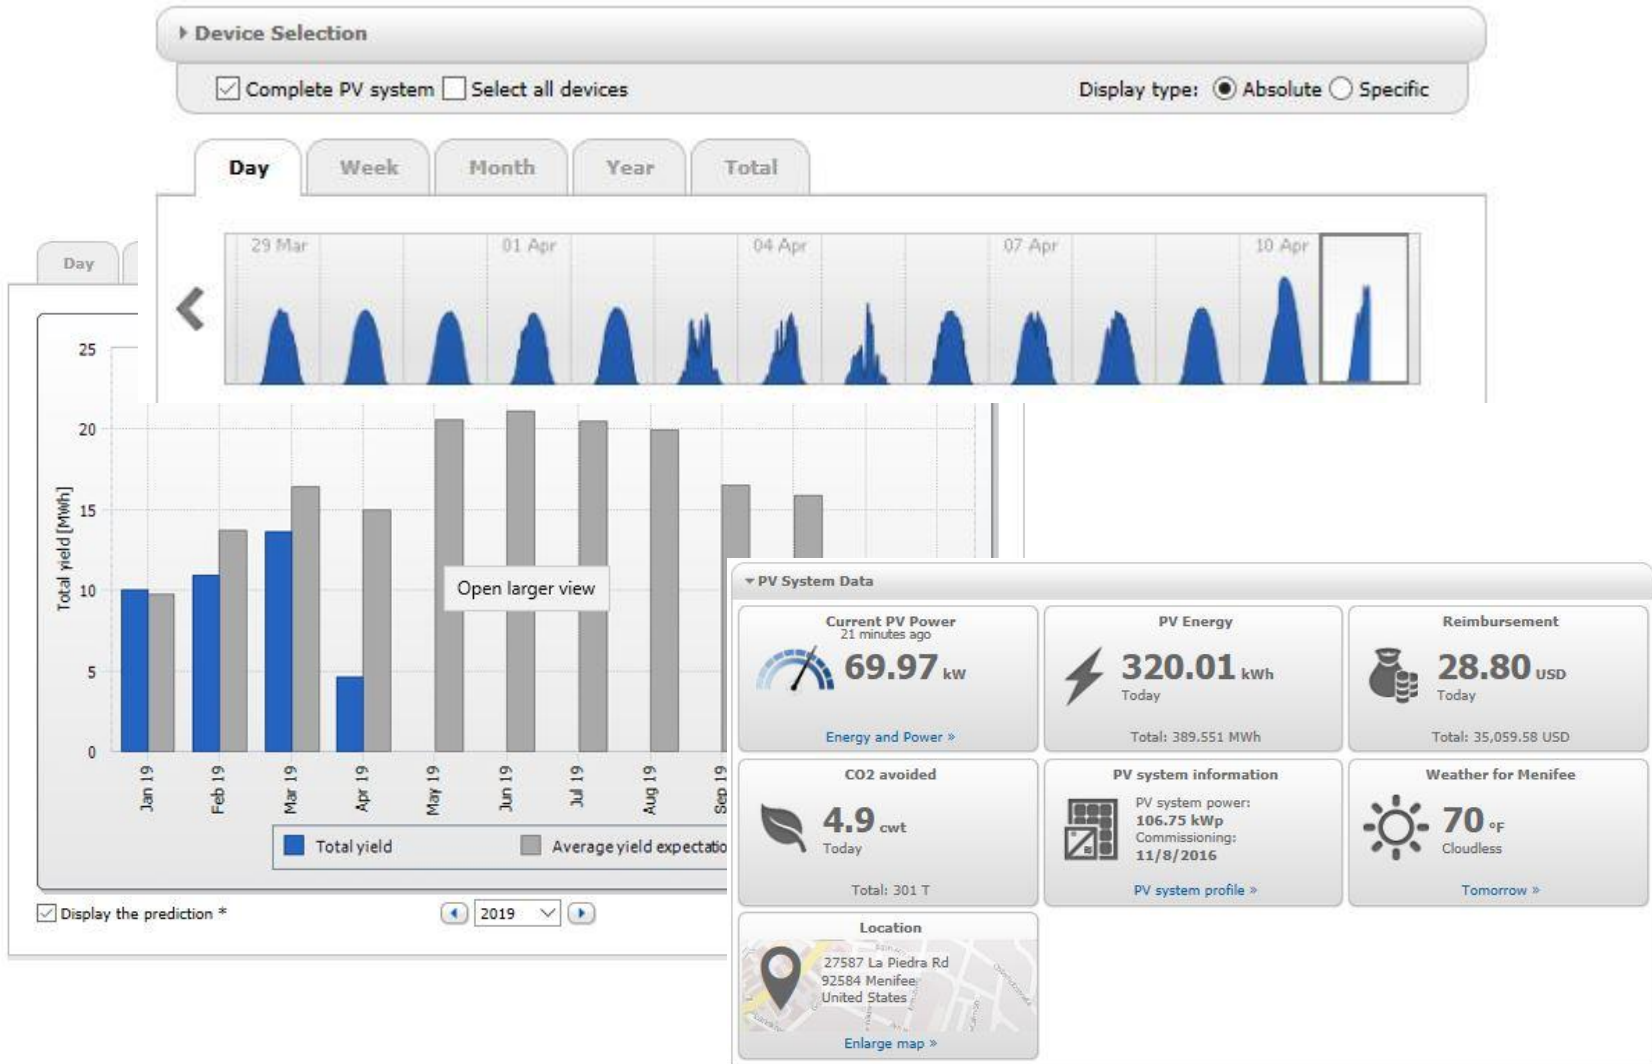 Device Selection
Complete PV system Select all devices
Display type: Absolute Specific
Day Week Month Year Total
29 Mar 01 Apr 04 Apr 07 Apr 10 Apr
Day
25
20
15
10
5
0
Total yield [MWh]
Open larger view
Jan 19 Feb 19 Mar 19 Apr 19 May 19 Jun 19 Jul 19 Aug 19 Sep 19
Total yield Average yield expectatio
Display the prediction *
2019
PV System Data
Current PV Power
21 minutes ago
69.97 kW
Energy and Power »
PV Energy
320.01 kWh
Today
Total: 389.551 MWh
Reimbursement
28.80 USD
Today
Total: 35,059.58 USD
CO2 avoided
4.9 cwt
Today
Total: 301 T
PV system information
PV system power:
106.75 kWp
Commissioning:
11/8/2016
PV system profile »
Weather for Menifee
70 °F
Cloudless
Tomorrow »
Location
27587 La Piedra Rd
92584 Menifee
United States
Enlarge map »